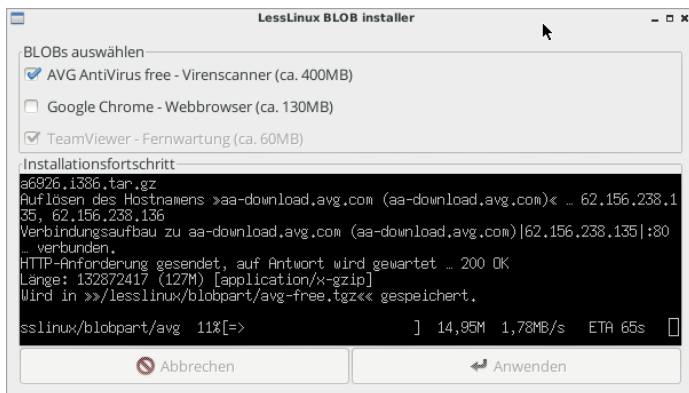 LessLinux BLOB installer
BLOBs auswählen
AVG AntiVirus free - Virenscanner (ca. 400MB)
Google Chrome - Webbrowser (ca. 130MB)
TeamViewer - Fernwartung (ca. 60MB)
Installationsfortschritt
a6926.i386.tar.gz
Auflösen des Hostnamens »aa-download.avg.com (aa-download.avg.com)« … 62.156.238.1
35, 62.156.238.136
Verbindungsaufbau zu aa-download.avg.com (aa-download.avg.com)|62.156.238.135|:80
… verbunden.
HTTP-Anforderung gesendet, auf Antwort wird gewartet … 200 OK
Länge: 132872417 (127M) [application/x-gzip]
Wird in »»/lesslinux/blobpart/avg-free.tgz«« gespeichert.
sslinux/blobpart/avg 11%[=> ] 14,95M 1,78MB/s ETA 65s
Abbrechen
Anwenden